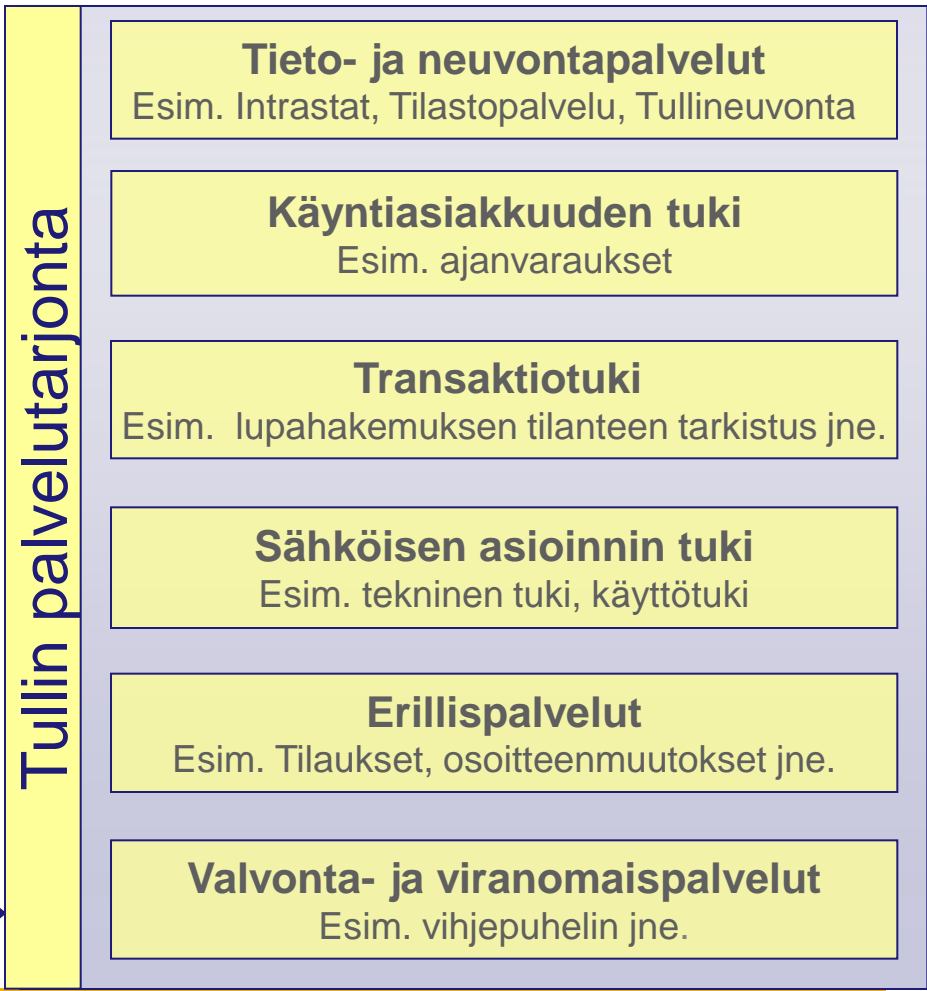 Tullin palvelutarjonta
Tieto- ja neuvontapalvelut
Esim. Intrastat, Tilastopalvelu, Tullineuvonta
Käyntiasiakkuuden tuki
Esim. ajanvaraukset
Transaktiotuki
Esim. lupahakemuksen tilanteen tarkistus jne.
Sähköisen asioinnin tuki
Esim. tekninen tuki, käyttötuki
Erillispalvelut
Esim. Tilaukset, osoitteenmuutokset jne.
Valvonta- ja viranomaispalvelut
Esim. vihjepuhelin jne.